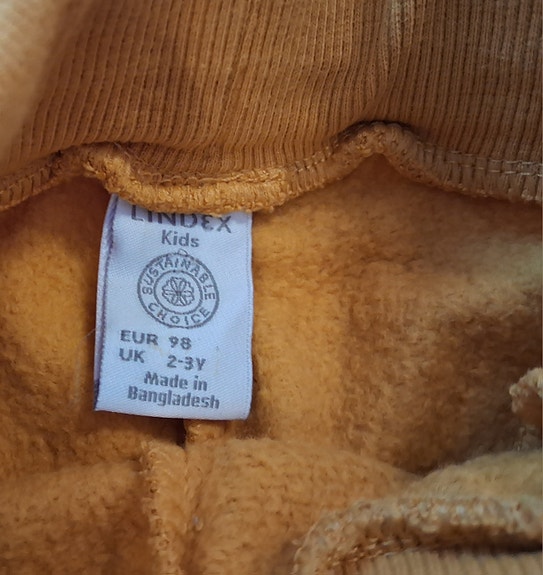 LINDEX
Kids
SUSTAINABLE
CHOICE
EUR 98
UK 2-3Y
Made in
Bangladesh